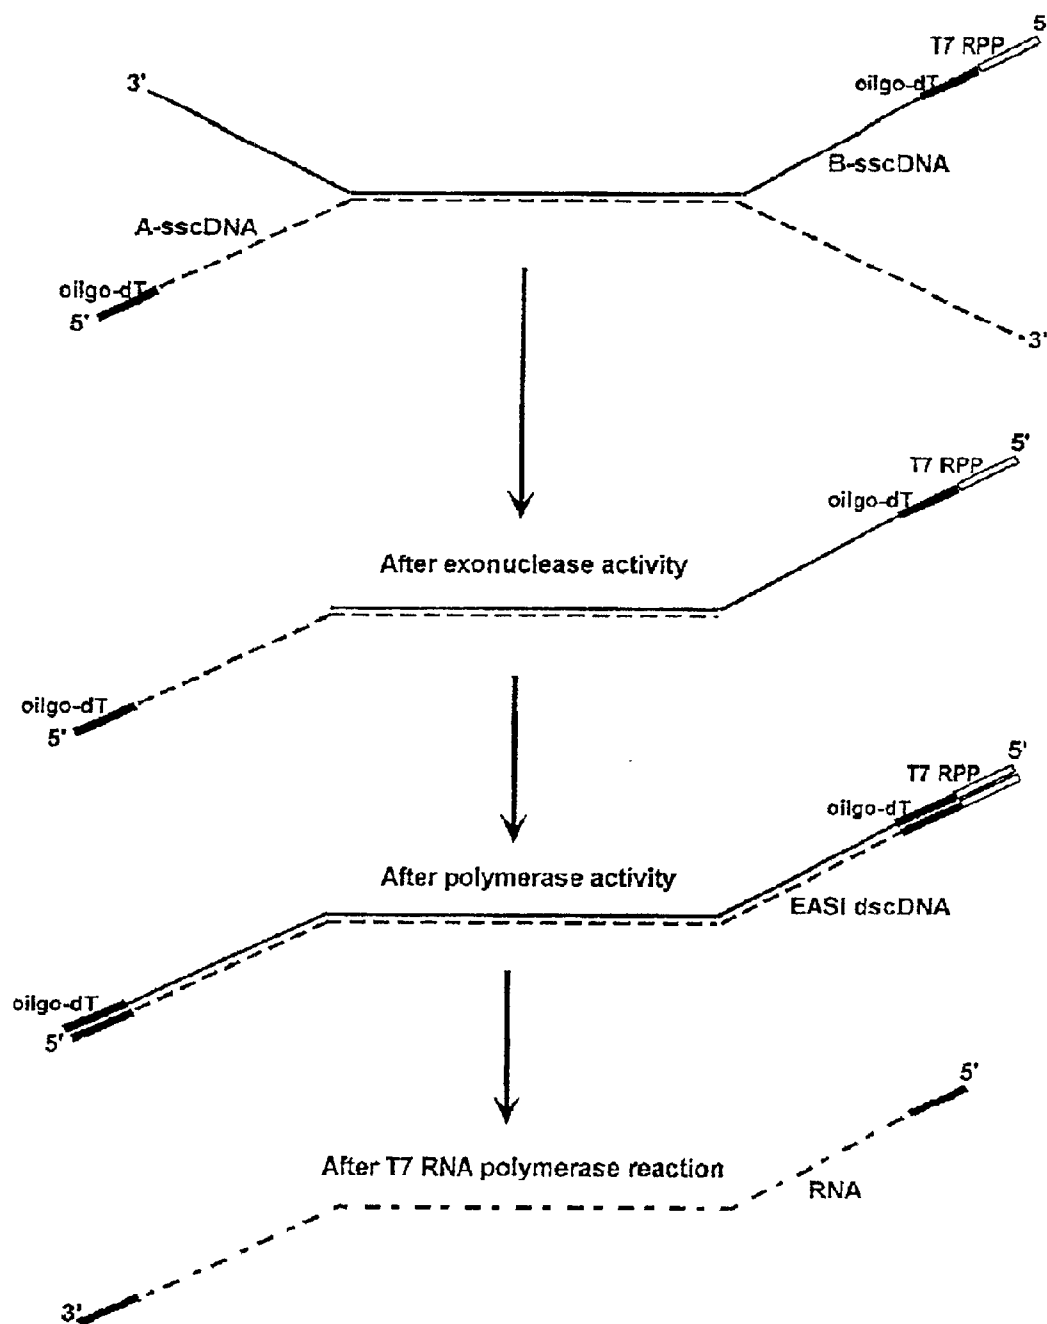 5
T7 RPP
3'
oilgo-dT
B-sscDNA
A-sscDNA
oilgo-dT
5'
3'
5'
T7 RPP
oilgo-dT
After exonuclease activity
oilgo-dT
5'
5'
T7 RPP
oilgo-dT
After polymerase activity
EASI dscDNA
oilgo-dT
5'
5'
After T7 RNA polymerase reaction
RNA
3'